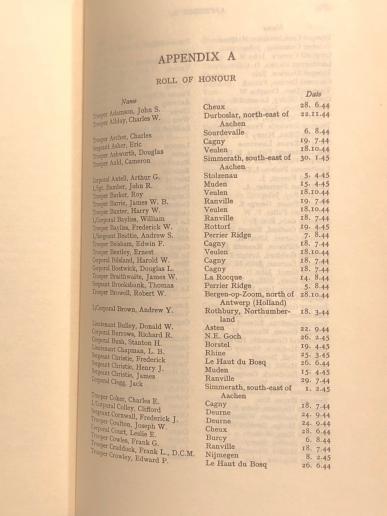 APPENDIX A
ROLL OF HONOUR
Name Date
Trooper Adamson, John S. Cheux 28. 6.44
Trooper Allday, Charles W. Durboslar, north-east of 22.11.44
Aachen
Trooper Archer, Charles Sourdevalle 6. 8.44
Sergeant Asher, Eric Cagny 19. 7.44
Trooper Ashworth, Douglas Veulen 18.10.44
Trooper Auld, Cameron Simmerath, south-east of 30. 1.45
Aachen
Corporal Axtell, Arthur G. Stolzenau 5. 4.45
L/Sgt. Bamber, John R. Muden 15. 4.45
Trooper Barker, Roy Veulen 18.10.44
Trooper Barrie, James W. B. Ranville 19. 7.44
Trooper Baxter, Harry W. Veulen 18.10.44
L/Corporal Bayliss, William Ranville 18. 7.44
Trooper Bayliss, Frederick W. Rottorf 19. 4.45
L/Sergeant Beattie, Andrew S. Perrier Ridge 7. 8.44
Trooper Beisham, Edwin F. Cagny 18. 7.44
Trooper Bentley, Ernest Veulen 18.10.44
Corporal Bilsland, Harold W. Cagny 18. 7.44
Corporal Bostwick, Douglas L. Cagny 18. 7.44
Trooper Braithwaite, James W. La Rocque 14. 8.44
Sergeant Brooksbank, Thomas Perrier Ridge 5. 8.44
Trooper Browell, Robert W. Bergen-op-Zoom, north of 28.10.44
Antwerp (Holland)
L/Corporal Brown, Andrew Y. Rothbury, Northumber- 18. 3.44
land
Lieutenant Bulley, Donald W. Asten 22. 9.44
Corporal Burrows, Richard R. N.E. Goch 26. 2.45
Corporal Bush, Stanton H. Borstel 19. 4.45
Lieutenant Chapman, L. B. Rhine 25. 3.45
Sergeant Christie, Frederick Le Haut du Bosq 26. 6.44
Sergeant Christie, Henry J. Muden 15. 4.45
Sergeant Christie, James Ranville 29. 7.44
Corporal Clegg, Jack Simmerath, south-east of 1. 2.45
Aachen
Trooper Coker, Charles E. Cagny 18. 7.44
L/Corporal Colley, Clifford Deurne 24. 9.44
Sergeant Cornwall, Frederick J. Deurne 24. 9.44
Trooper Coulton, Joseph W. Cheux 28. 6.44
Corporal Court, Leslie E. Burcy 6. 8.44
Trooper Cowles, Frank G. Ranville 18. 7.44
Trooper Cradduck, Frank L., D.C.M. Nijmegen 8. 2.45
Trooper Crowley, Edward P. Le Haut du Bosq 26. 6.44